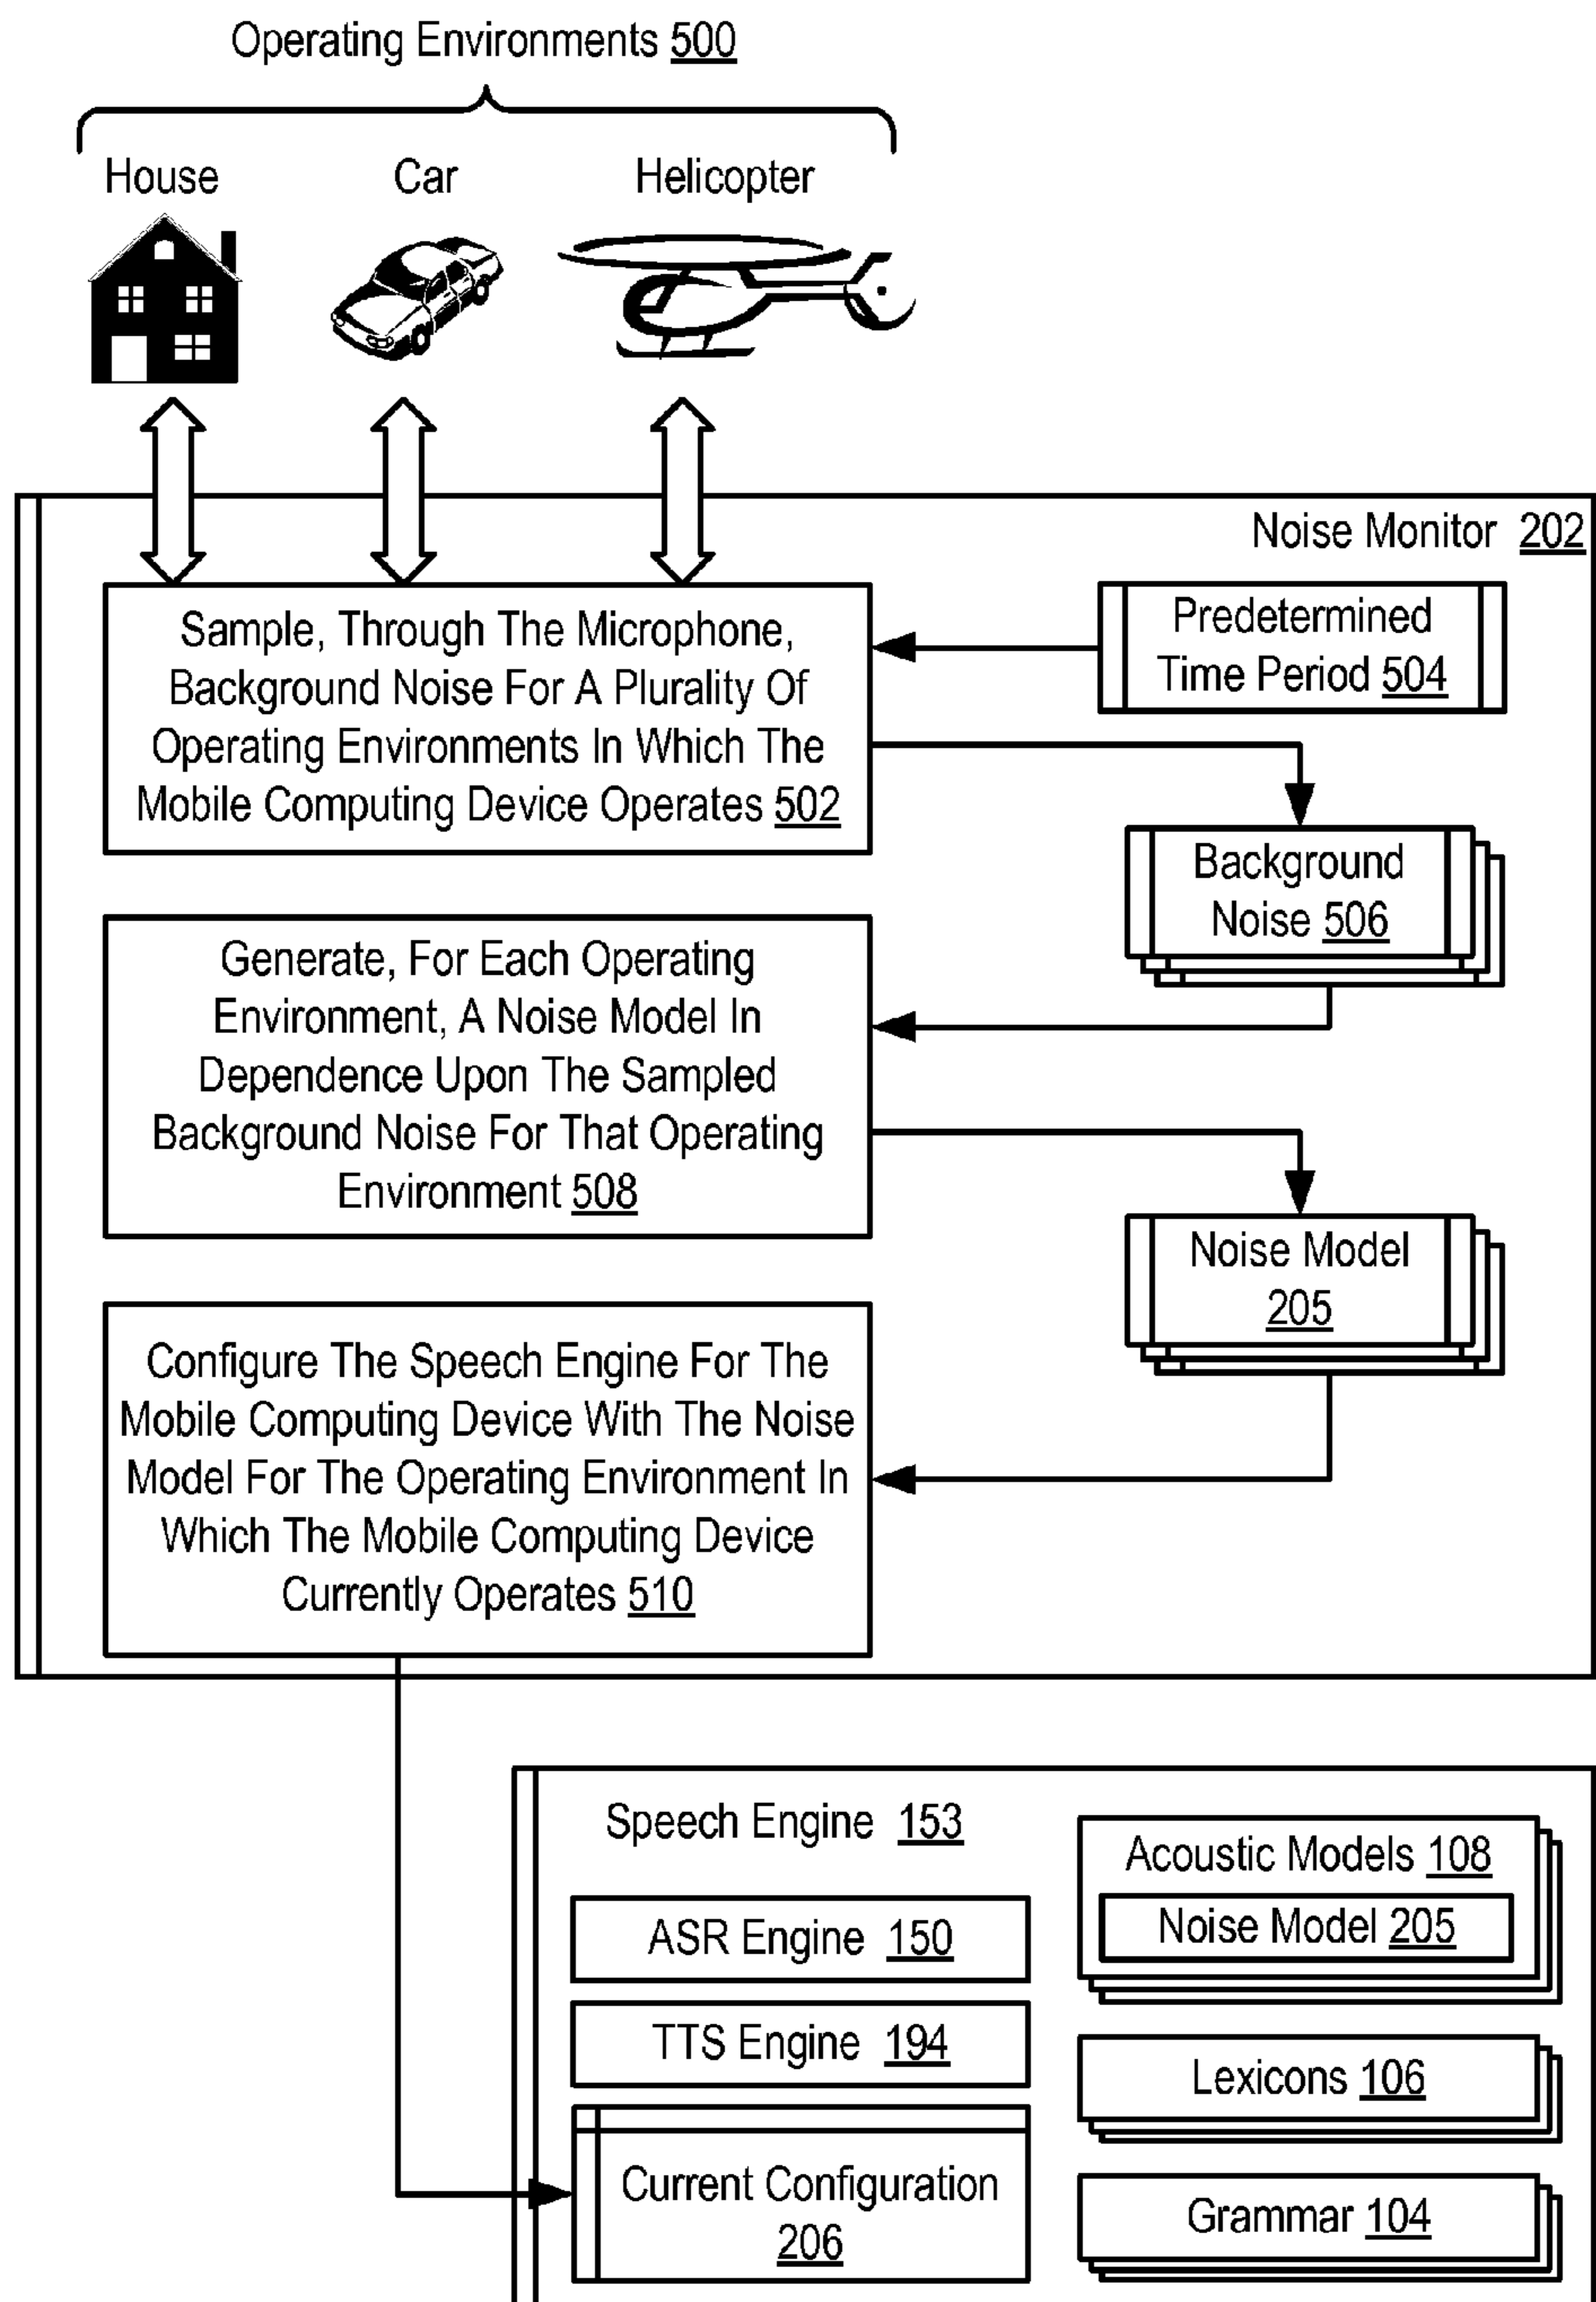 Operating Environments 500
House
Car
Helicopter
Noise Monitor 202
Sample, Through The Microphone,
Background Noise For A Plurality Of
Operating Environments In Which The
Mobile Computing Device Operates 502
Predetermined
Time Period 504
Background
Noise 506
Generate, For Each Operating
Environment, A Noise Model In
Dependence Upon The Sampled
Background Noise For That Operating
Environment 508
Noise Model
205
Configure The Speech Engine For The
Mobile Computing Device With The Noise
Model For The Operating Environment In
Which The Mobile Computing Device
Currently Operates 510
Speech Engine 153
ASR Engine 150
TTS Engine 194
Current Configuration
206
Acoustic Models 108
Noise Model 205
Lexicons 106
Grammar 104